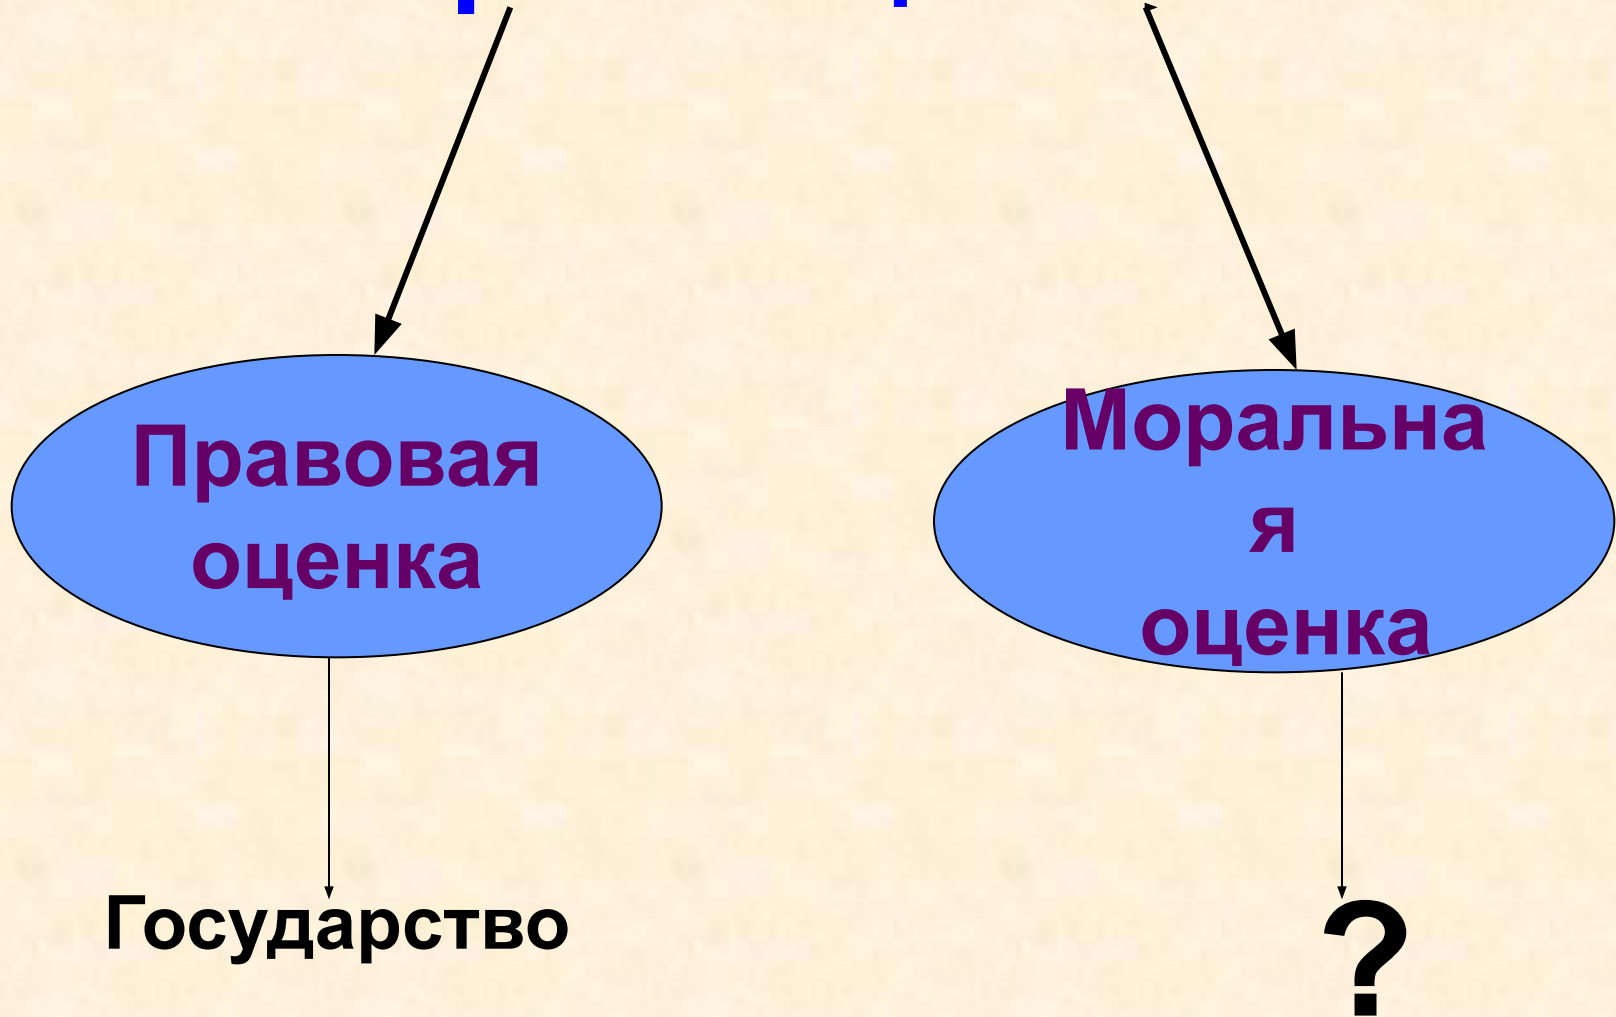 Правовая
оценка
Моральна
я
оценка
Государство
?